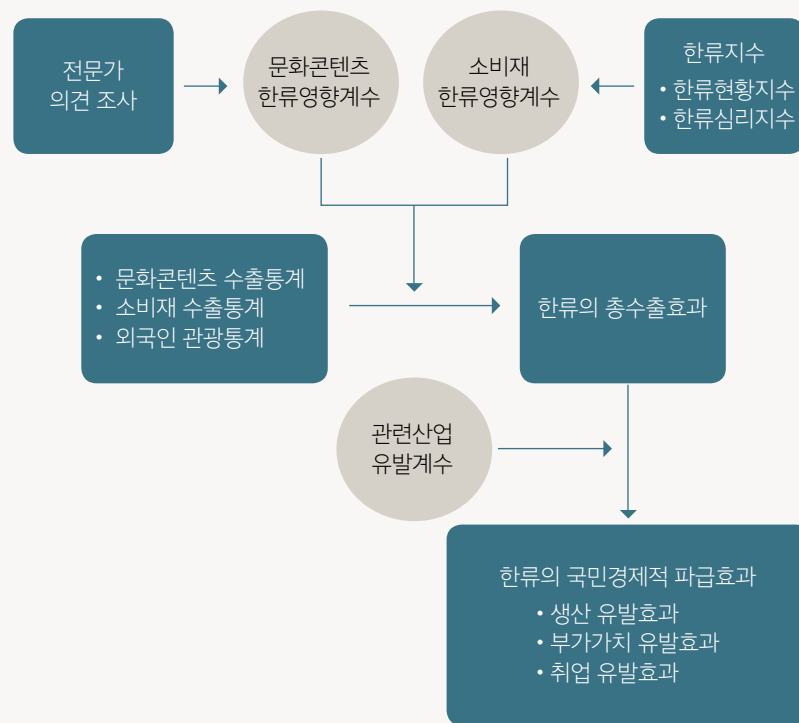 전문가
의견 조사
문화콘텐츠
한류영향계수
소비재
한류영향계수
한류지수
• 한류현황지수
• 한류심리지수
• 문화콘텐츠 수출통계
• 소비재 수출통계
• 외국인 관광통계
한류의 총수출효과
관련산업
유발계수
한류의 국민경제적 파급효과
• 생산 유발효과
• 부가가치 유발효과
• 취업 유발효과